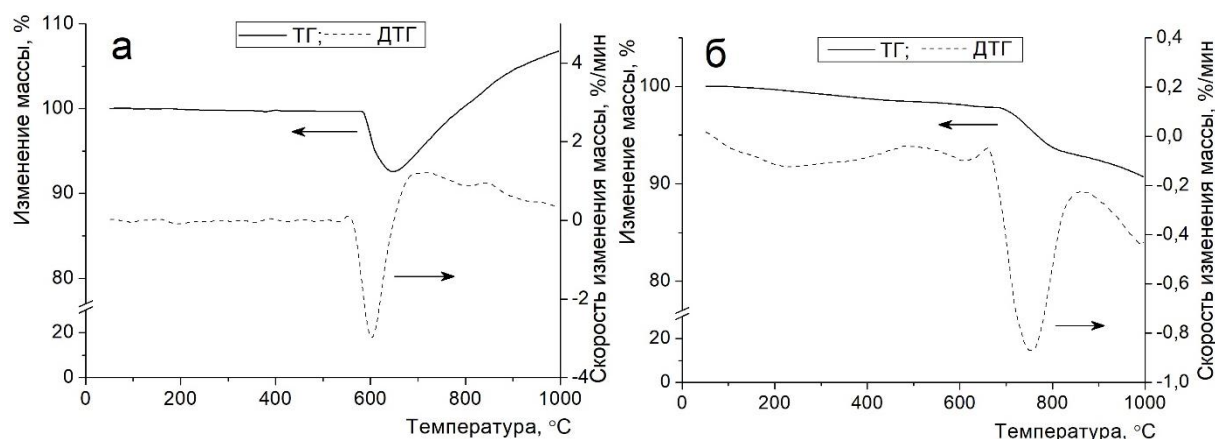 а
ТГ; ДТГ
Изменение массы, %
110
100
90
80
20
0
4
2
0
-2
-4
Скорость изменения массы, %/мин
0 200 400 600 800 1000
Температура, °C
б
ТГ; ДТГ
Изменение массы, %
100
90
80
20
0
0,4
0,2
0,0
-0,2
-0,4
-0,6
-0,8
-1,0
Скорость изменения массы, %/мин
0 200 400 600 800 1000
Температура, °C